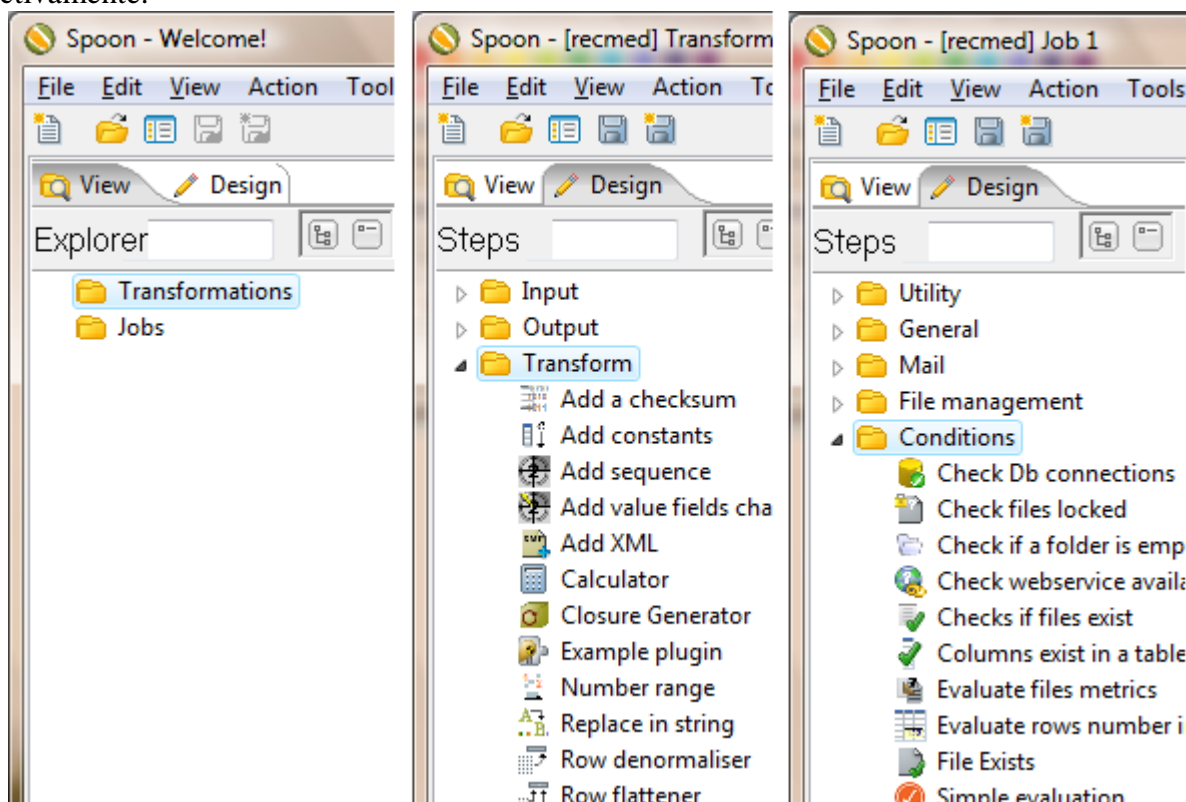 Spoon - Welcome!
File Edit View Action Tool
View Design
Explorer
Transformations
Jobs
Spoon - [recmed] Transform
File Edit View Action
View Design
Steps
Input
Output
Transform
Add a checksum
Add constants
Add sequence
Add value fields cha
Add XML
Calculator
Closure Generator
Example plugin
Number range
Replace in string
Row denormaliser
Row flattener
Spoon - [recmed] Job 1
File Edit View Action Tools
View Design
Steps
Utility
General
Mail
File management
Conditions
Check Db connections
Check files locked
Check if a folder is emp
Check webservice availa
Checks if files exist
Columns exist in a table
Evaluate files metrics
Evaluate rows number i
File Exists
Simple evaluation